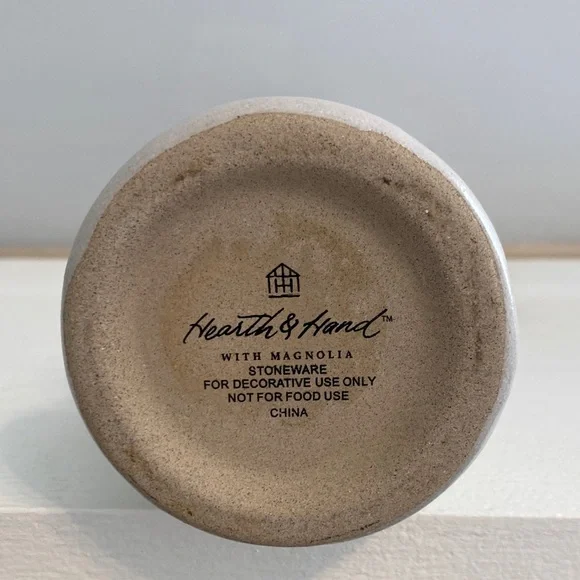 Hearth & Hand™
WITH MAGNOLIA
STONEWARE
FOR DECORATIVE USE ONLY
NOT FOR FOOD USE
CHINA